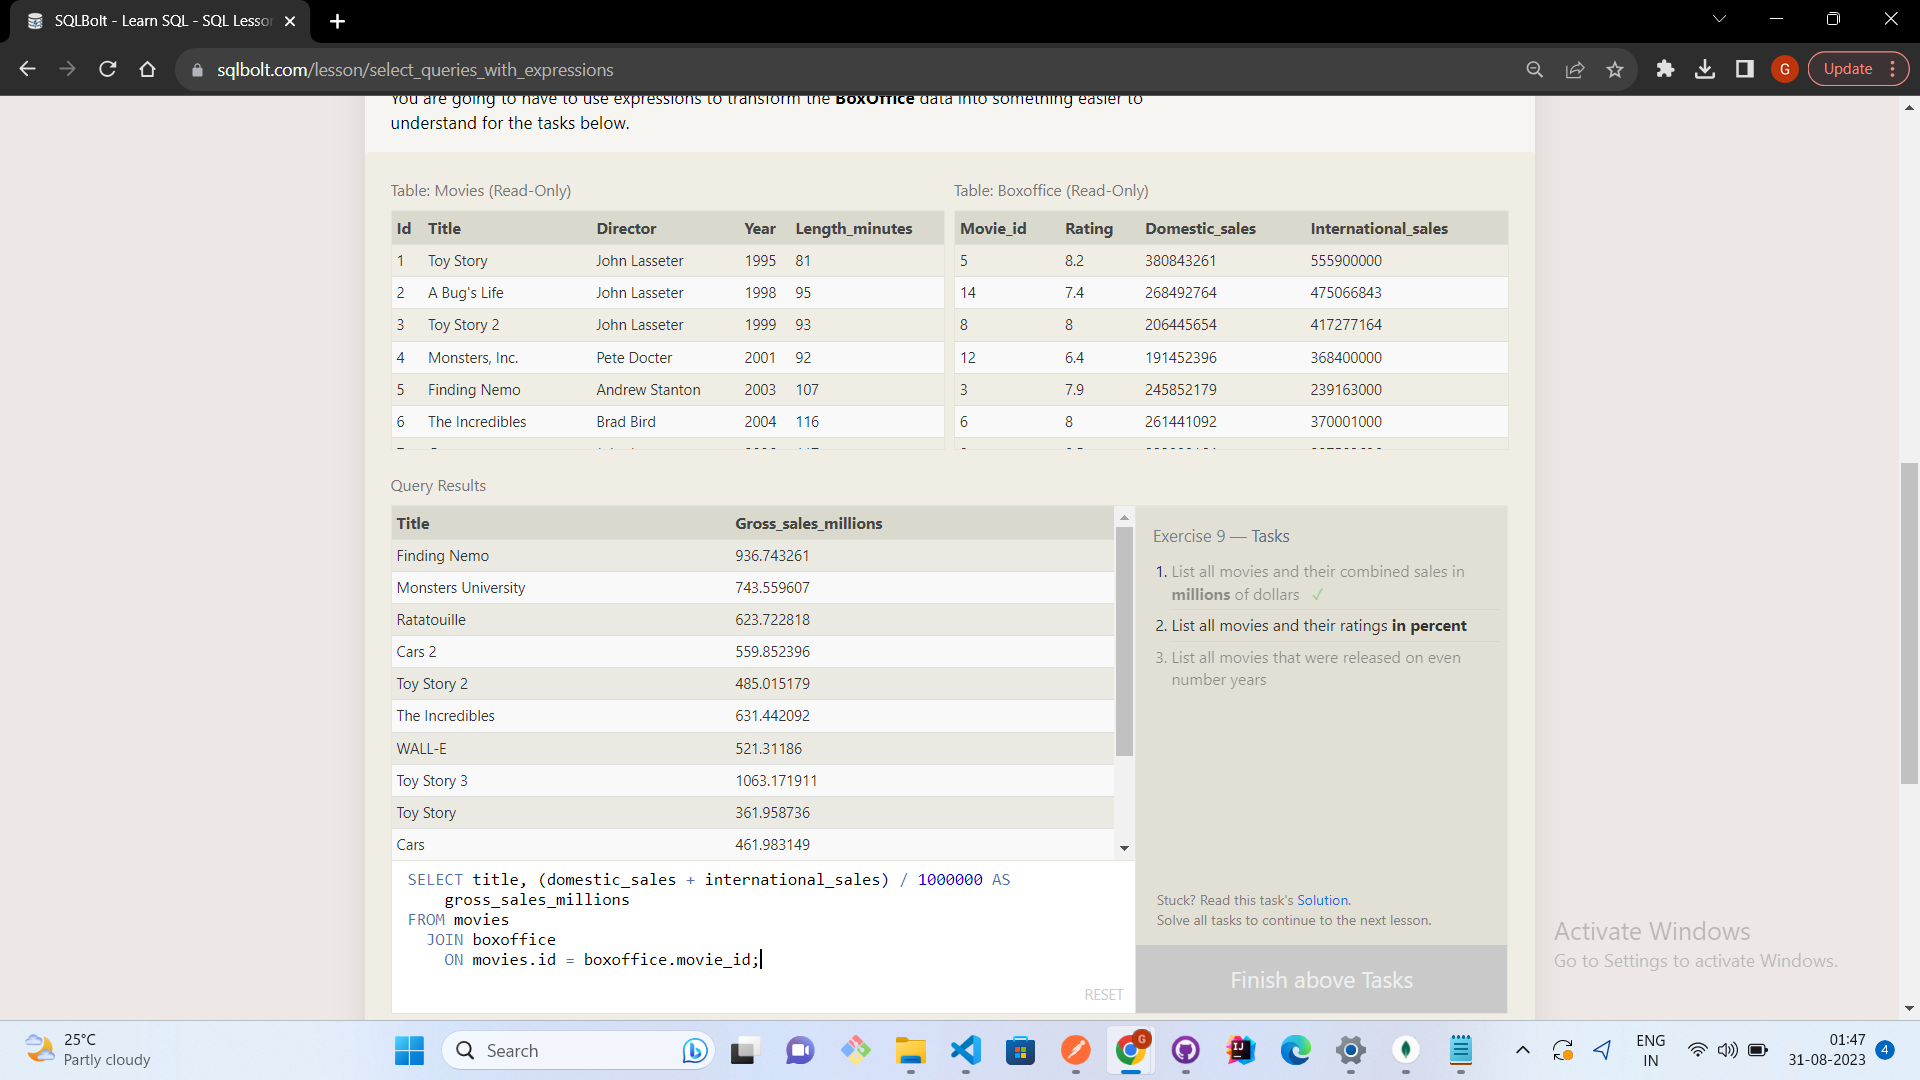 SQLBolt - Learn SQL - SQL Lesson
sqlbolt.com/lesson/select_queries_with_expressions
G
Update
You are going to have to use expressions to transform the BoxOffice data into something easier to
understand for the tasks below.
Table: Movies (Read-Only)
Id Title Director Year Length_minutes
1 Toy Story John Lasseter 1995 81
2 A Bug's Life John Lasseter 1998 95
3 Toy Story 2 John Lasseter 1999 93
4 Monsters, Inc. Pete Docter 2001 92
5 Finding Nemo Andrew Stanton 2003 107
6 The Incredibles Brad Bird 2004 116
Table: Boxoffice (Read-Only)
Movie_id Rating Domestic_sales International_sales
5 8.2 380843261 555900000
14 7.4 268492764 475066843
8 8 206445654 417277164
12 6.4 191452396 368400000
3 7.9 245852179 239163000
6 8 261441092 370001000
Query Results
Title Gross_sales_millions
Finding Nemo 936.743261
Monsters University 743.559607
Ratatouille 623.722818
Cars 2 559.852396
Toy Story 2 485.015179
The Incredibles 631.442092
WALL-E 521.31186
Toy Story 3 1063.171911
Toy Story 361.958736
Cars 461.983149
SELECT title, (domestic_sales + international_sales) / 1000000 AS
gross_sales_millions
FROM movies
JOIN boxoffice
ON movies.id = boxoffice.movie_id;
RESET
Exercise 9 — Tasks
1. List all movies and their combined sales in
millions of dollars ✓
2. List all movies and their ratings in percent
3. List all movies that were released on even
number years
Stuck? Read this task's Solution.
Solve all tasks to continue to the next lesson.
Finish above Tasks
Activate Windows
Go to Settings to activate Windows.
25°C
Partly cloudy
Search
G
IJ
ENG
IN
01:47
31-08-2023
4